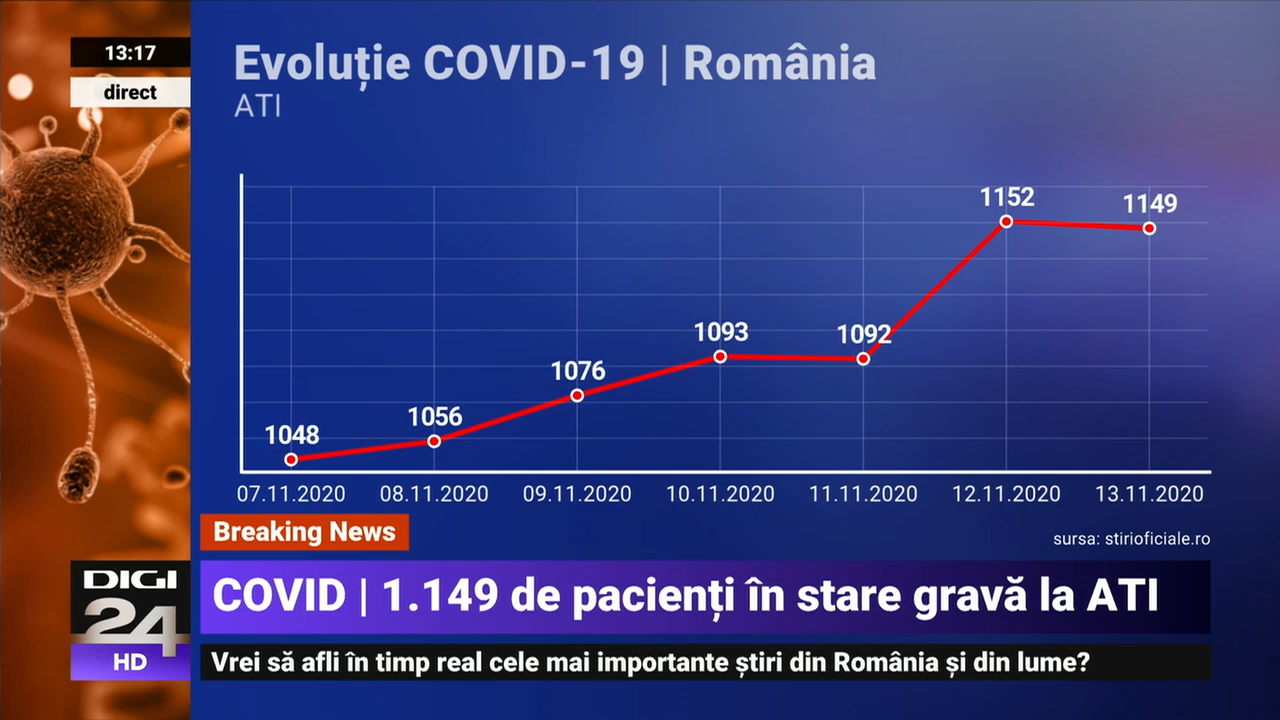 13:17
direct
Evoluție COVID-19 | România
ATI
1048
1056
1076
1093
1092
1152
1149
07.11.2020 08.11.2020 09.11.2020 10.11.2020 11.11.2020 12.11.2020 13.11.2020
Breaking News
sursa: stirioficiale.ro
DIGI
24
HD
COVID | 1.149 de pacienți în stare gravă la ATI
Vrei să afli în timp real cele mai importante știri din România și din lume?